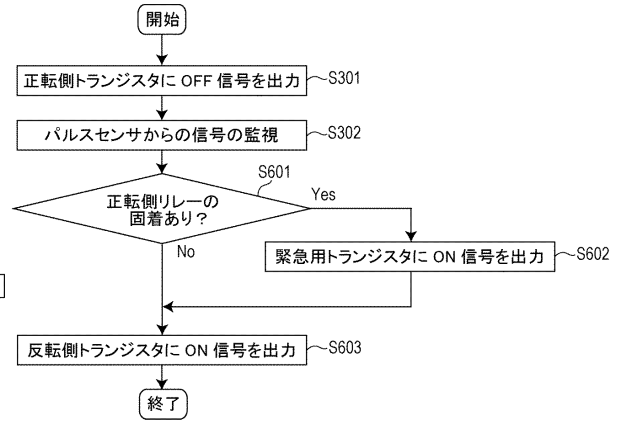 開始
正転側トランジスタに OFF 信号を出力
S301
パルスセンサからの信号の監視
S302
S601
正転側リレーの
固着あり？
Yes
No
緊急用トランジスタに ON 信号を出力
S602
反転側トランジスタに ON 信号を出力
S603
終了